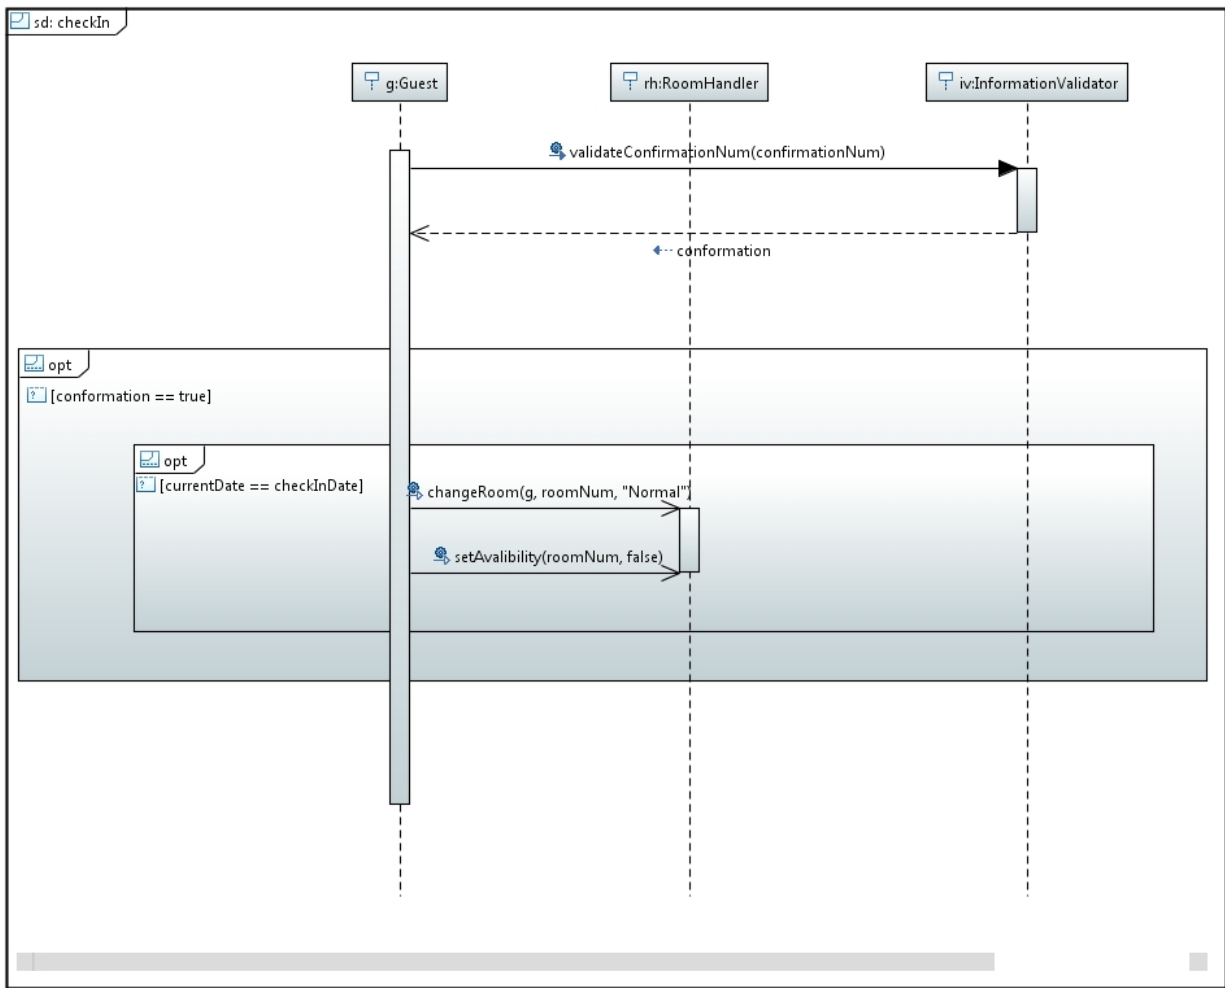 sd: checkIn
g:Guest
rh:RoomHandler
iv:InformationValidator
validateConfirmationNum(confirmationNum)
conformation
opt
[conformation == true]
opt
[currentDate == checkInDate]
changeRoom(g, roomNum, "Normal")
setAvalibility(roomNum, false)